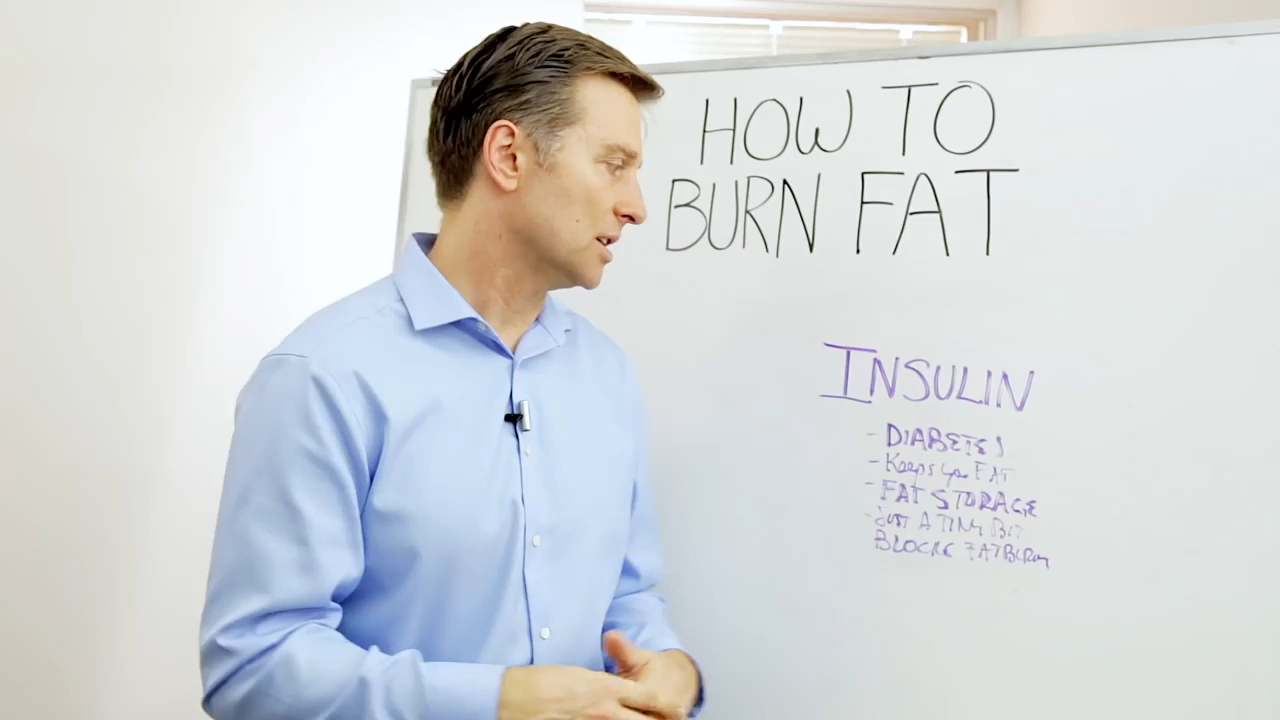 HOW TO
BURN FAT
INSULIN
- DIABETES
- Keeps you FAT
- FAT STORAGE
- JUST A TINY BIT
BLOCKS FAT BURN